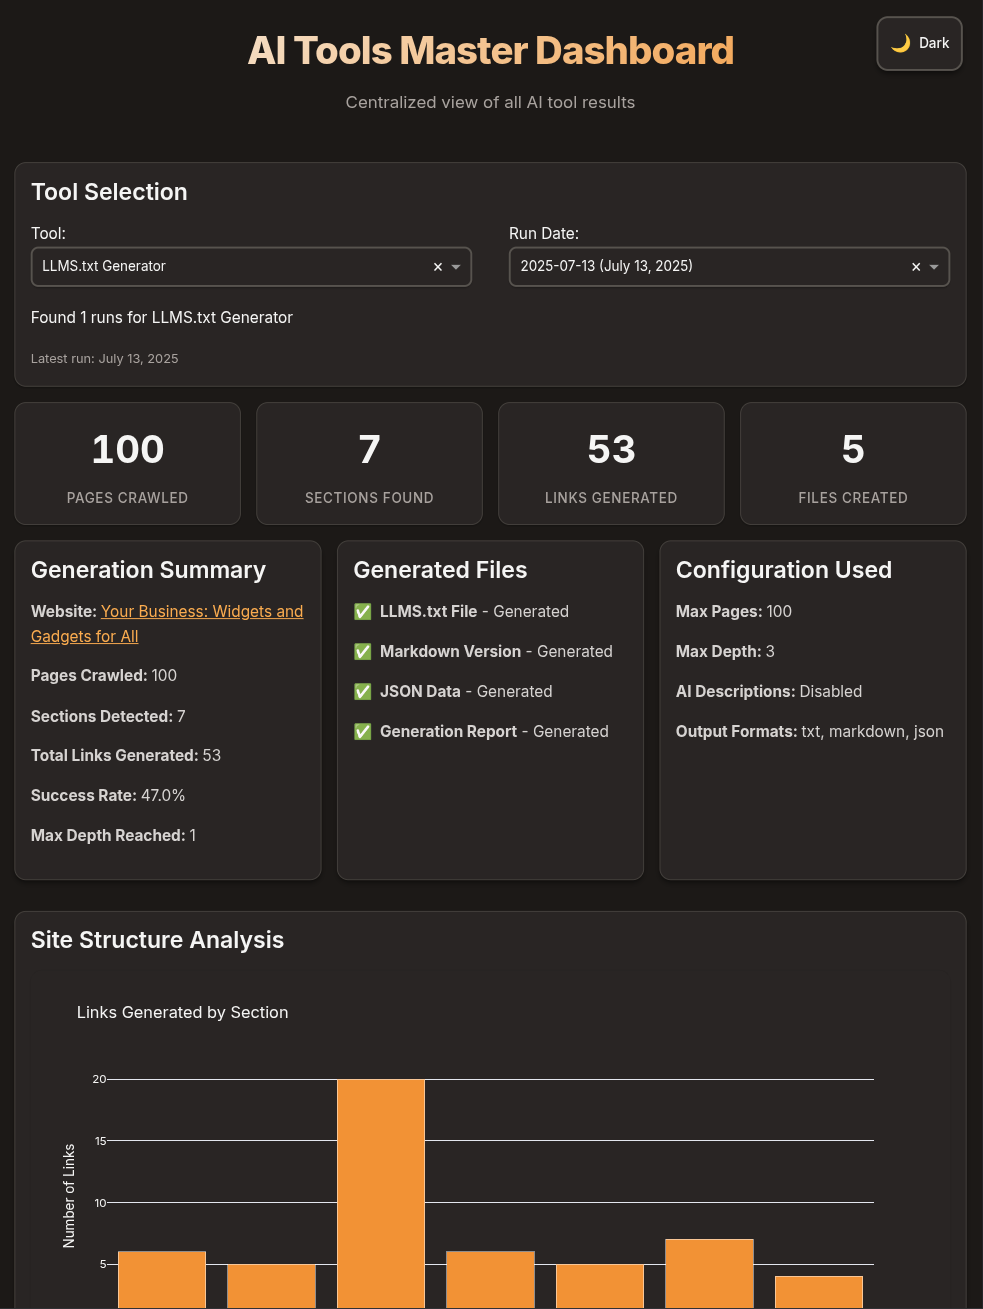 AI Tools Master Dashboard
🌙 Dark
Centralized view of all AI tool results
Tool Selection
Tool:
Run Date:
LLMS.txt Generator
2025-07-13 (July 13, 2025)
Found 1 runs for LLMS.txt Generator
Latest run: July 13, 2025
100
PAGES CRAWLED
7
SECTIONS FOUND
53
LINKS GENERATED
5
FILES CREATED
Generation Summary
Website: Your Business: Widgets and
Gadgets for All
Pages Crawled: 100
Sections Detected: 7
Total Links Generated: 53
Success Rate: 47.0%
Max Depth Reached: 1
Generated Files
✅ LLMS.txt File - Generated
✅ Markdown Version - Generated
✅ JSON Data - Generated
✅ Generation Report - Generated
Configuration Used
Max Pages: 100
Max Depth: 3
AI Descriptions: Disabled
Output Formats: txt, markdown, json
Site Structure Analysis
Links Generated by Section
Number of Links
20
15
10
5